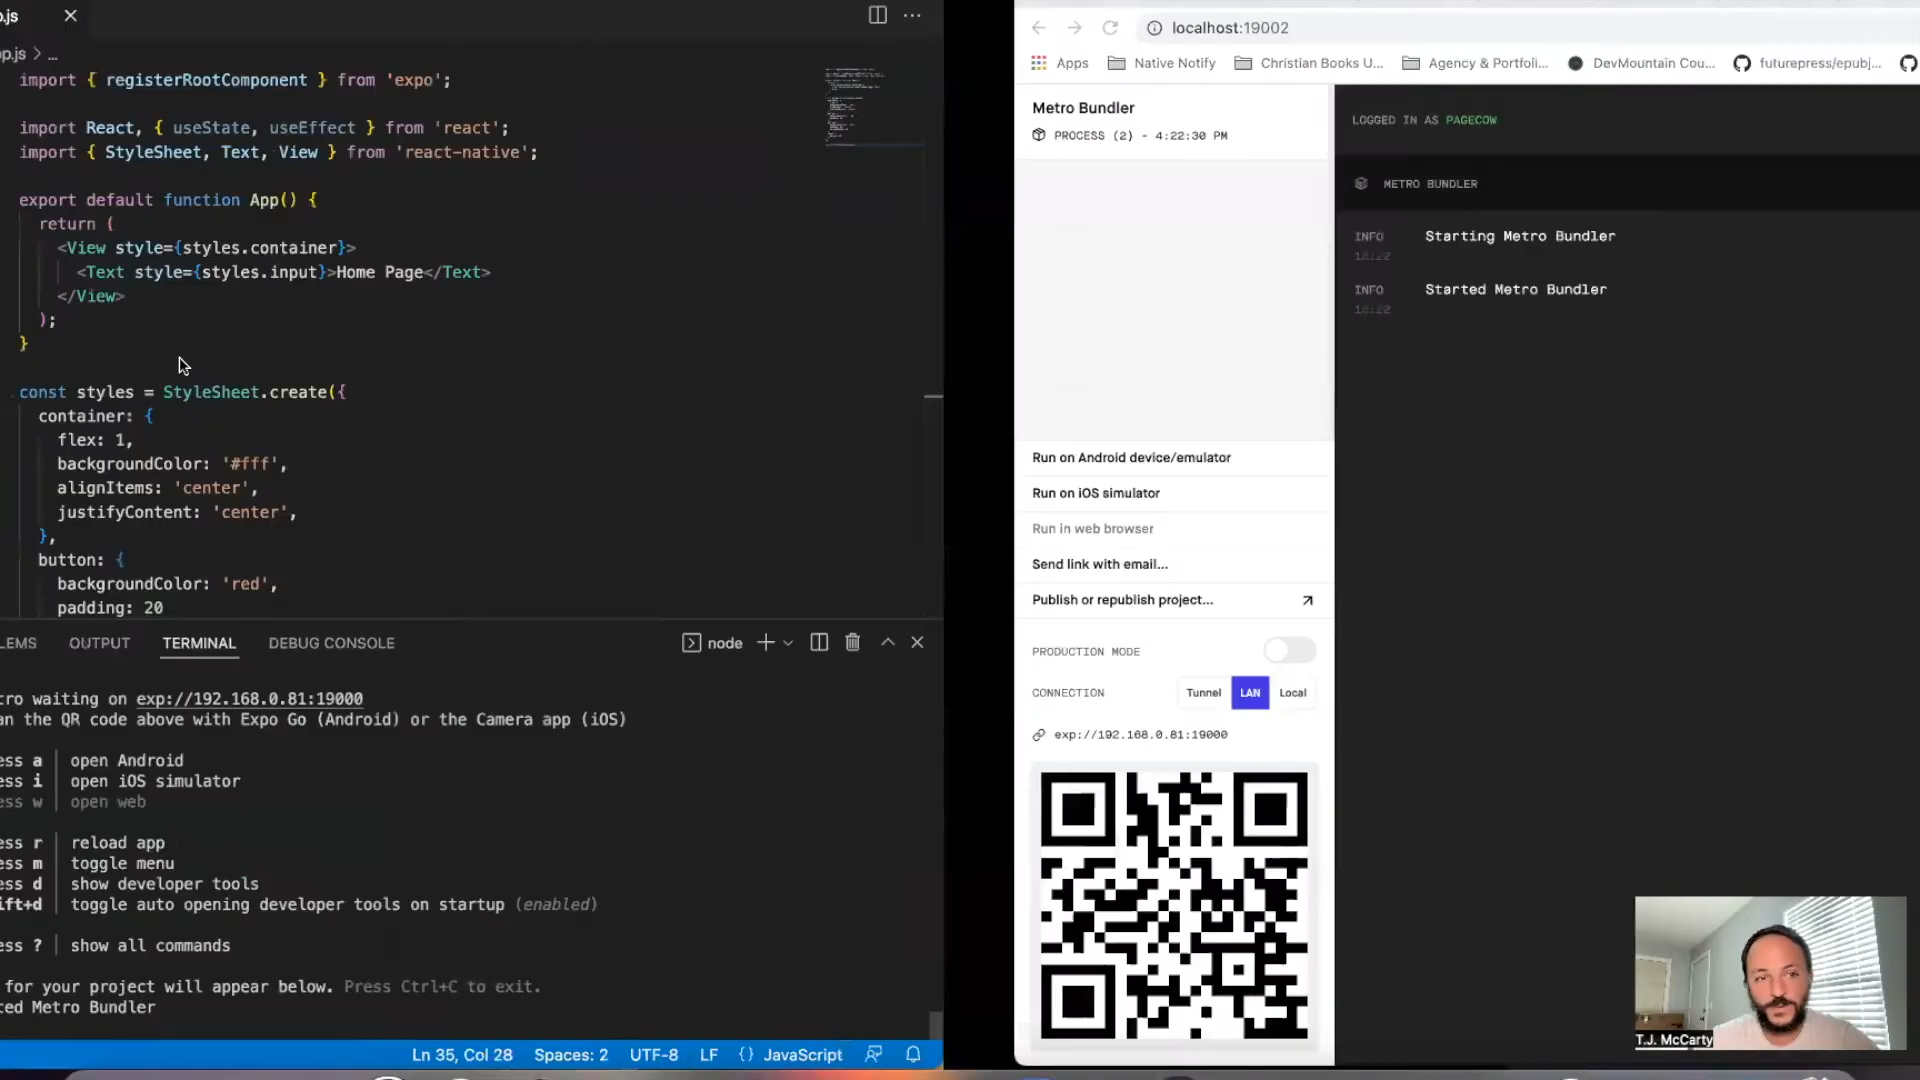 p.js
pp.js > ...
import { registerRootComponent } from 'expo';
import React, { useState, useEffect } from 'react';
import { StyleSheet, Text, View } from 'react-native';
export default function App() {
return (
<View style={styles.container}>
<Text style={styles.input}>Home Page</Text>
</View>
);
}
const styles = StyleSheet.create({
container: {
flex: 1,
backgroundColor: '#fff',
alignItems: 'center',
justifyContent: 'center',
},
button: {
backgroundColor: 'red',
padding: 20
LEMS OUTPUT TERMINAL DEBUG CONSOLE node
tro waiting on exp://192.168.0.81:19000
an the QR code above with Expo Go (Android) or the Camera app (iOS)
ess a | open Android
ess i | open iOS simulator
ess w | open web
ess r | reload app
ess m | toggle menu
ess d | show developer tools
ift+d | toggle auto opening developer tools on startup (enabled)
ess ? | show all commands
for your project will appear below. Press Ctrl+C to exit.
ted Metro Bundler
Ln 35, Col 28 Spaces: 2 UTF-8 LF {} JavaScript
localhost:19002
Apps Native Notify Christian Books U... Agency & Portfoli... DevMountain Cou... futurepress/epubj...
Metro Bundler
PROCESS (2) - 4:22:30 PM
Run on Android device/emulator
Run on iOS simulator
Run in web browser
Send link with email...
Publish or republish project...
PRODUCTION MODE
CONNECTION Tunnel LAN Local
exp://192.168.0.81:19000
LOGGED IN AS PAGECOW
METRO BUNDLER
INFO Starting Metro Bundler
16:22
INFO Started Metro Bundler
16:22
T.J. McCarty